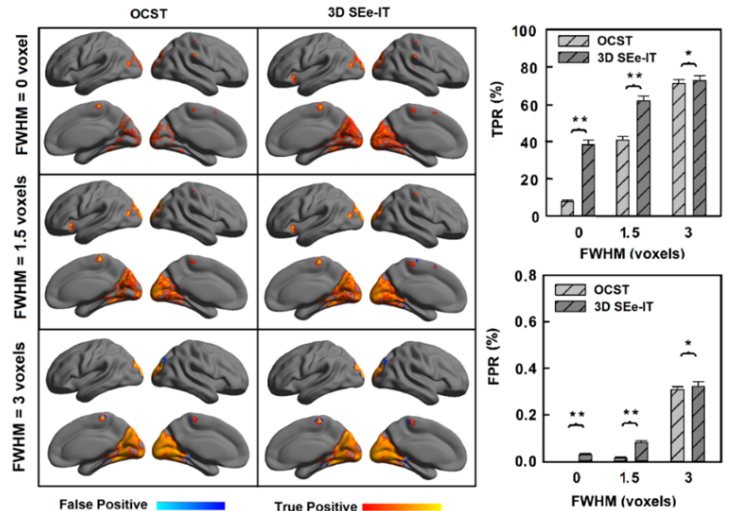 OCST
3D SEe-IT
FWHM = 0 voxel
FWHM = 1.5 voxels
FWHM = 3 voxels
False Positive
True Positive
TPR (%)
100
80
60
40
20
0
OCST
3D SEe-IT
**
**
*
0
1.5
3
FWHM (voxels)
FPR (%)
0.8
0.6
0.4
0.2
0.0
OCST
3D SEe-IT
**
**
*
0
1.5
3
FWHM (voxels)